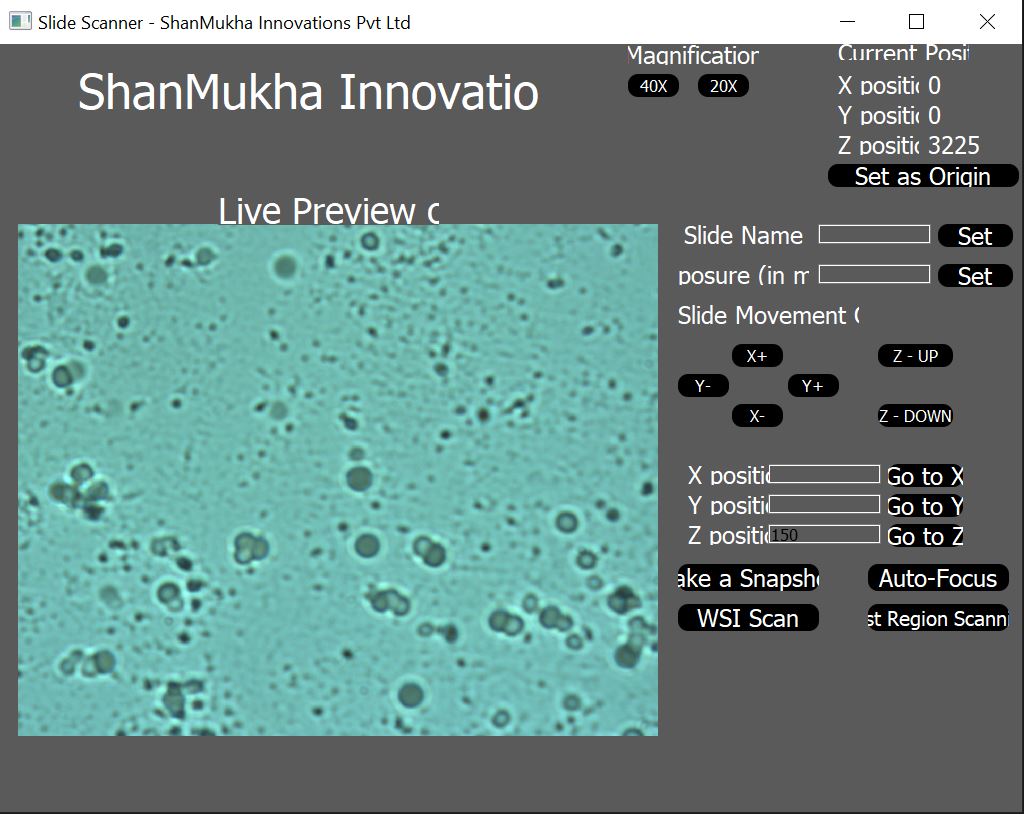 Slide Scanner - ShanMukha Innovations Pvt Ltd
ShanMukha Innovatio
Magnification
40X 20X
Current Posit
X positic 0
Y positic 0
Z positic 3225
Set as Origin
Live Preview c
Slide Name Set
posure (in m Set
Slide Movement C
X+ Z - UP
Y- Y+
X- Z - DOWN
X positic Go to X
Y positic Go to Y
Z positic 150 Go to Z
ake a Snapsho Auto-Focus
WSI Scan st Region Scanni